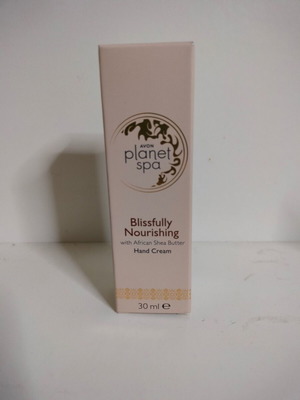 AVON
planet
spa
Blissfully
Nourishing
with African Shea Butter
Hand Cream
30 ml ℮